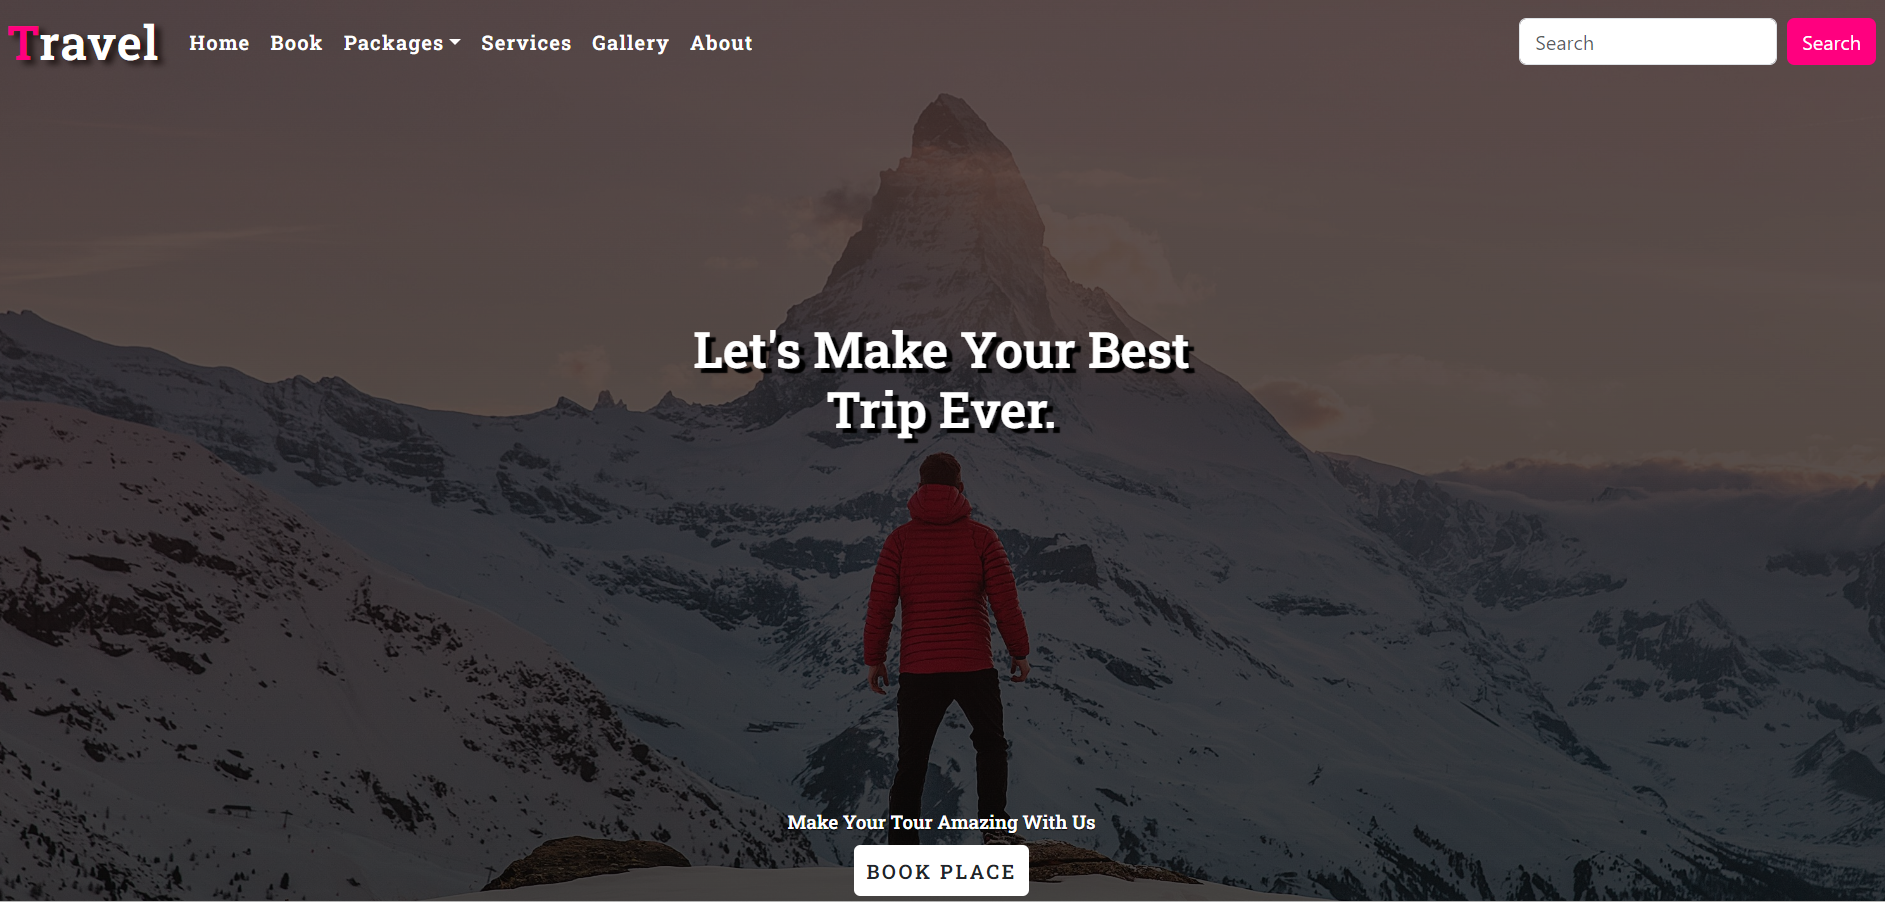 Travel Home Book Packages Services Gallery About Search Search
Let's Make Your Best
Trip Ever.
Make Your Tour Amazing With Us
BOOK PLACE